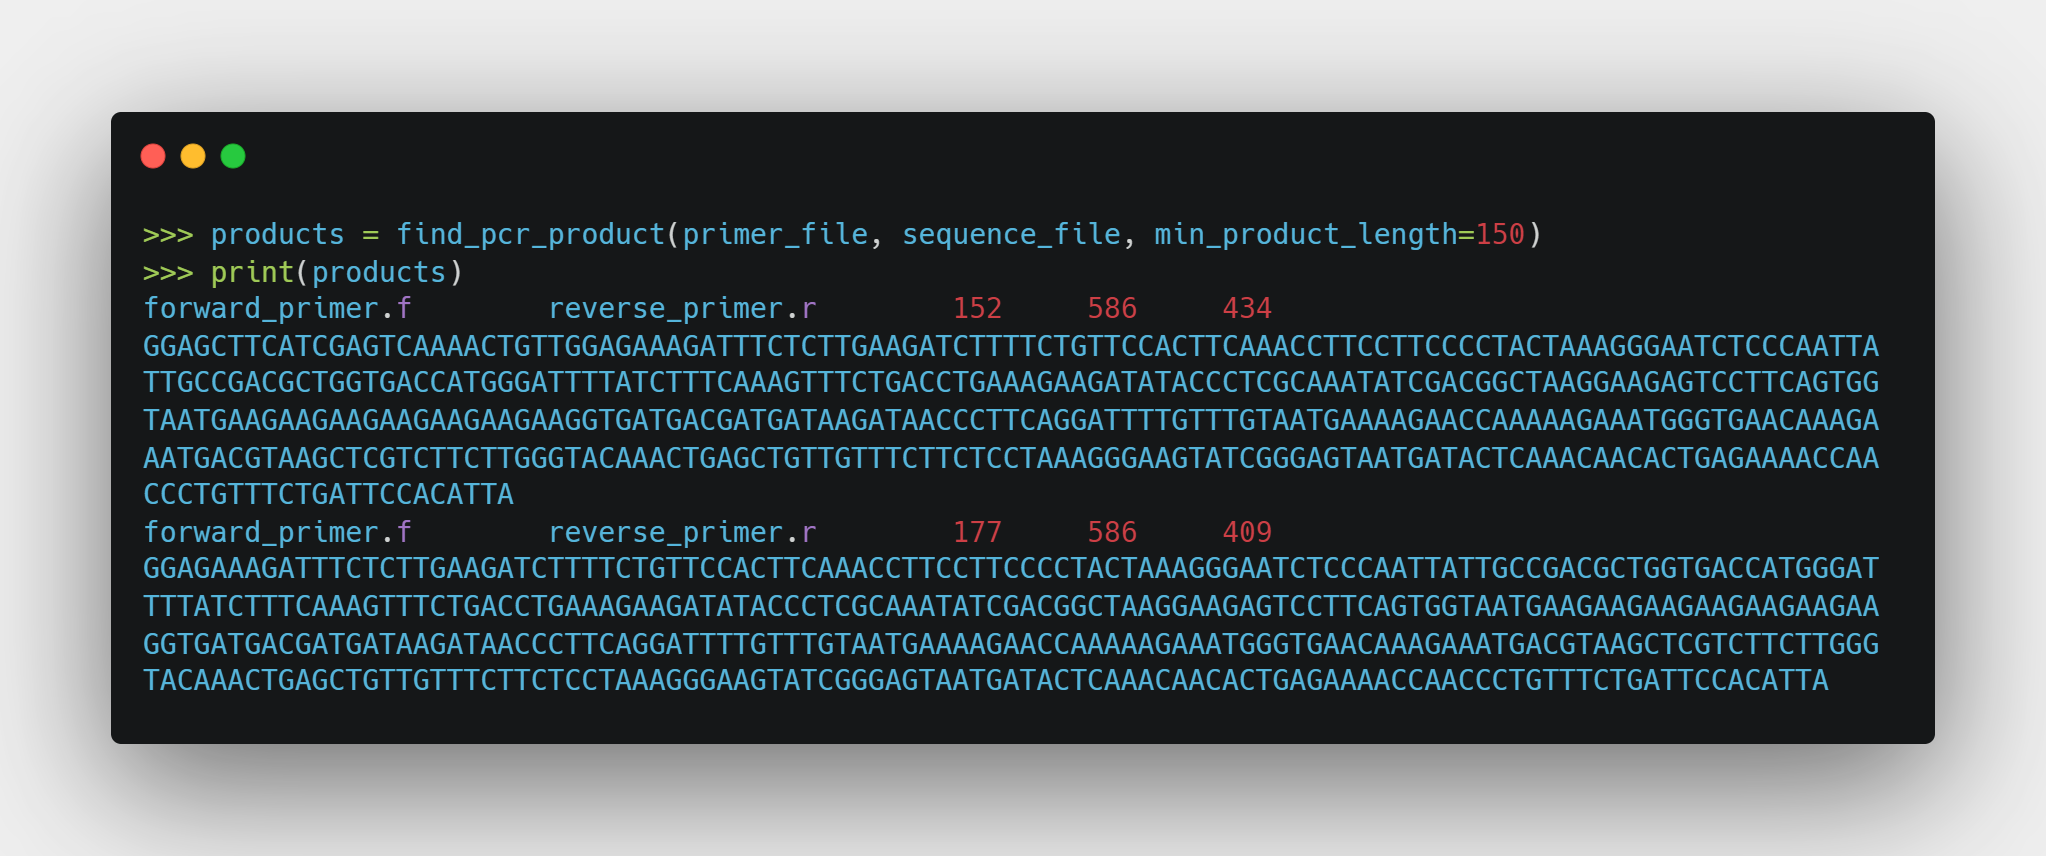 >>> products = find_pcr_product(primer_file, sequence_file, min_product_length=150)
>>> print(products)
forward_primer.f        reverse_primer.r        152     586     434
GGAGCTTCATCGAGTCAAAACTGTTGGAGAAAGATTTCTCTTGAAGATCTTTTCTGTTCCACTTCAAACCTTCCTTCCCCTACTAAAGGGAATCTCCCAATTA
TTGCCGACGCTGGTGACCATGGGATTTTATCTTTCAAAGTTTCTGACCTGAAAGAAGATATACCCTCGCAAATATCGACGGCTAAGGAAGAGTCCTTCAGTGG
TAATGAAGAAGAAGAAGAAGAAGAAGGTGATGACGATGATAAGATAACCCTTCAGGATTTTGTTTGTAATGAAAAGAACCAAAAAGAAATGGGTGAACAAAGA
AATGACGTAAGCTCGTCTTCTTGGGTACAAACTGAGCTGTTGTTTCTTCTCCTAAAGGGAAGTATCGGGAGTAATGATACTCAAACAACACTGAGAAAACCAA
CCCTGTTTCTGATTCCACATTA
forward_primer.f        reverse_primer.r        177     586     409
GGAGAAAGATTTCTCTTGAAGATCTTTTCTGTTCCACTTCAAACCTTCCTTCCCCTACTAAAGGGAATCTCCCAATTATTGCCGACGCTGGTGACCATGGGAT
TTTATCTTTCAAAGTTTCTGACCTGAAAGAAGATATACCCTCGCAAATATCGACGGCTAAGGAAGAGTCCTTCAGTGGTAATGAAGAAGAAGAAGAAGAAGAA
GGTGATGACGATGATAAGATAACCCTTCAGGATTTTGTTTGTAATGAAAAGAACCAAAAAGAAATGGGTGAACAAAGAAATGACGTAAGCTCGTCTTCTTGGG
TACAAACTGAGCTGTTGTTTCTTCTCCTAAAGGGAAGTATCGGGAGTAATGATACTCAAACAACACTGAGAAAACCAACCCTGTTTCTGATTCCACATTA